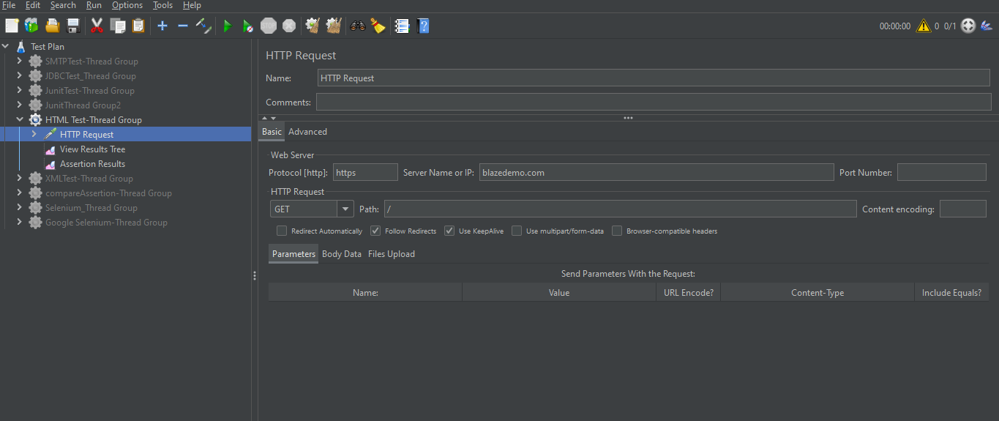 File Edit Search Run Options Tools Help
STOP
00:00:00 0 0/1
Test Plan
SMTPTest-Thread Group
JDBCTest_Thread Group
JunitTest-Thread Group
JunitThread Group2
HTML Test-Thread Group
HTTP Request
View Results Tree
Assertion Results
XMLTest-Thread Group
compareAssertion-Thread Group
Selenium_Thread Group
Google Selenium-Thread Group
HTTP Request
Name: HTTP Request
Comments:
Basic Advanced
Web Server
Protocol [http]: https Server Name or IP: blazedemo.com Port Number:
HTTP Request
GET Path: / Content encoding:
Redirect Automatically Follow Redirects Use KeepAlive Use multipart/form-data Browser-compatible headers
Parameters Body Data Files Upload
Send Parameters With the Request:
Name: Value URL Encode? Content-Type Include Equals?